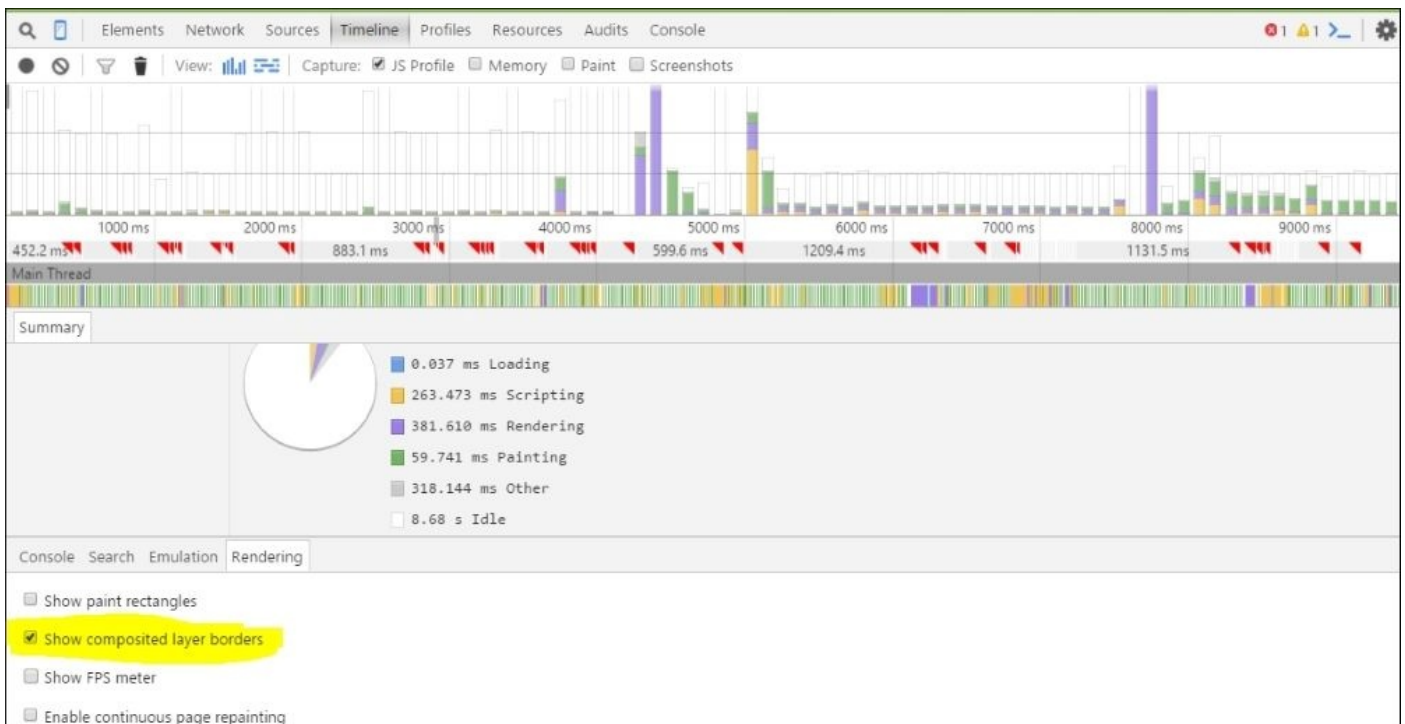 Elements Network Sources Timeline Profiles Resources Audits Console 1 1
View: Capture: JS Profile Memory Paint Screenshots
1000 ms 2000 ms 3000 ms 4000 ms 5000 ms 6000 ms 7000 ms 8000 ms 9000 ms
452.2 ms 883.1 ms 599.6 ms 1209.4 ms 1131.5 ms
Main Thread
Summary
0.037 ms Loading
263.473 ms Scripting
381.610 ms Rendering
59.741 ms Painting
318.144 ms Other
8.68 s Idle
Console Search Emulation Rendering
Show paint rectangles
Show composited layer borders
Show FPS meter
Enable continuous page repainting